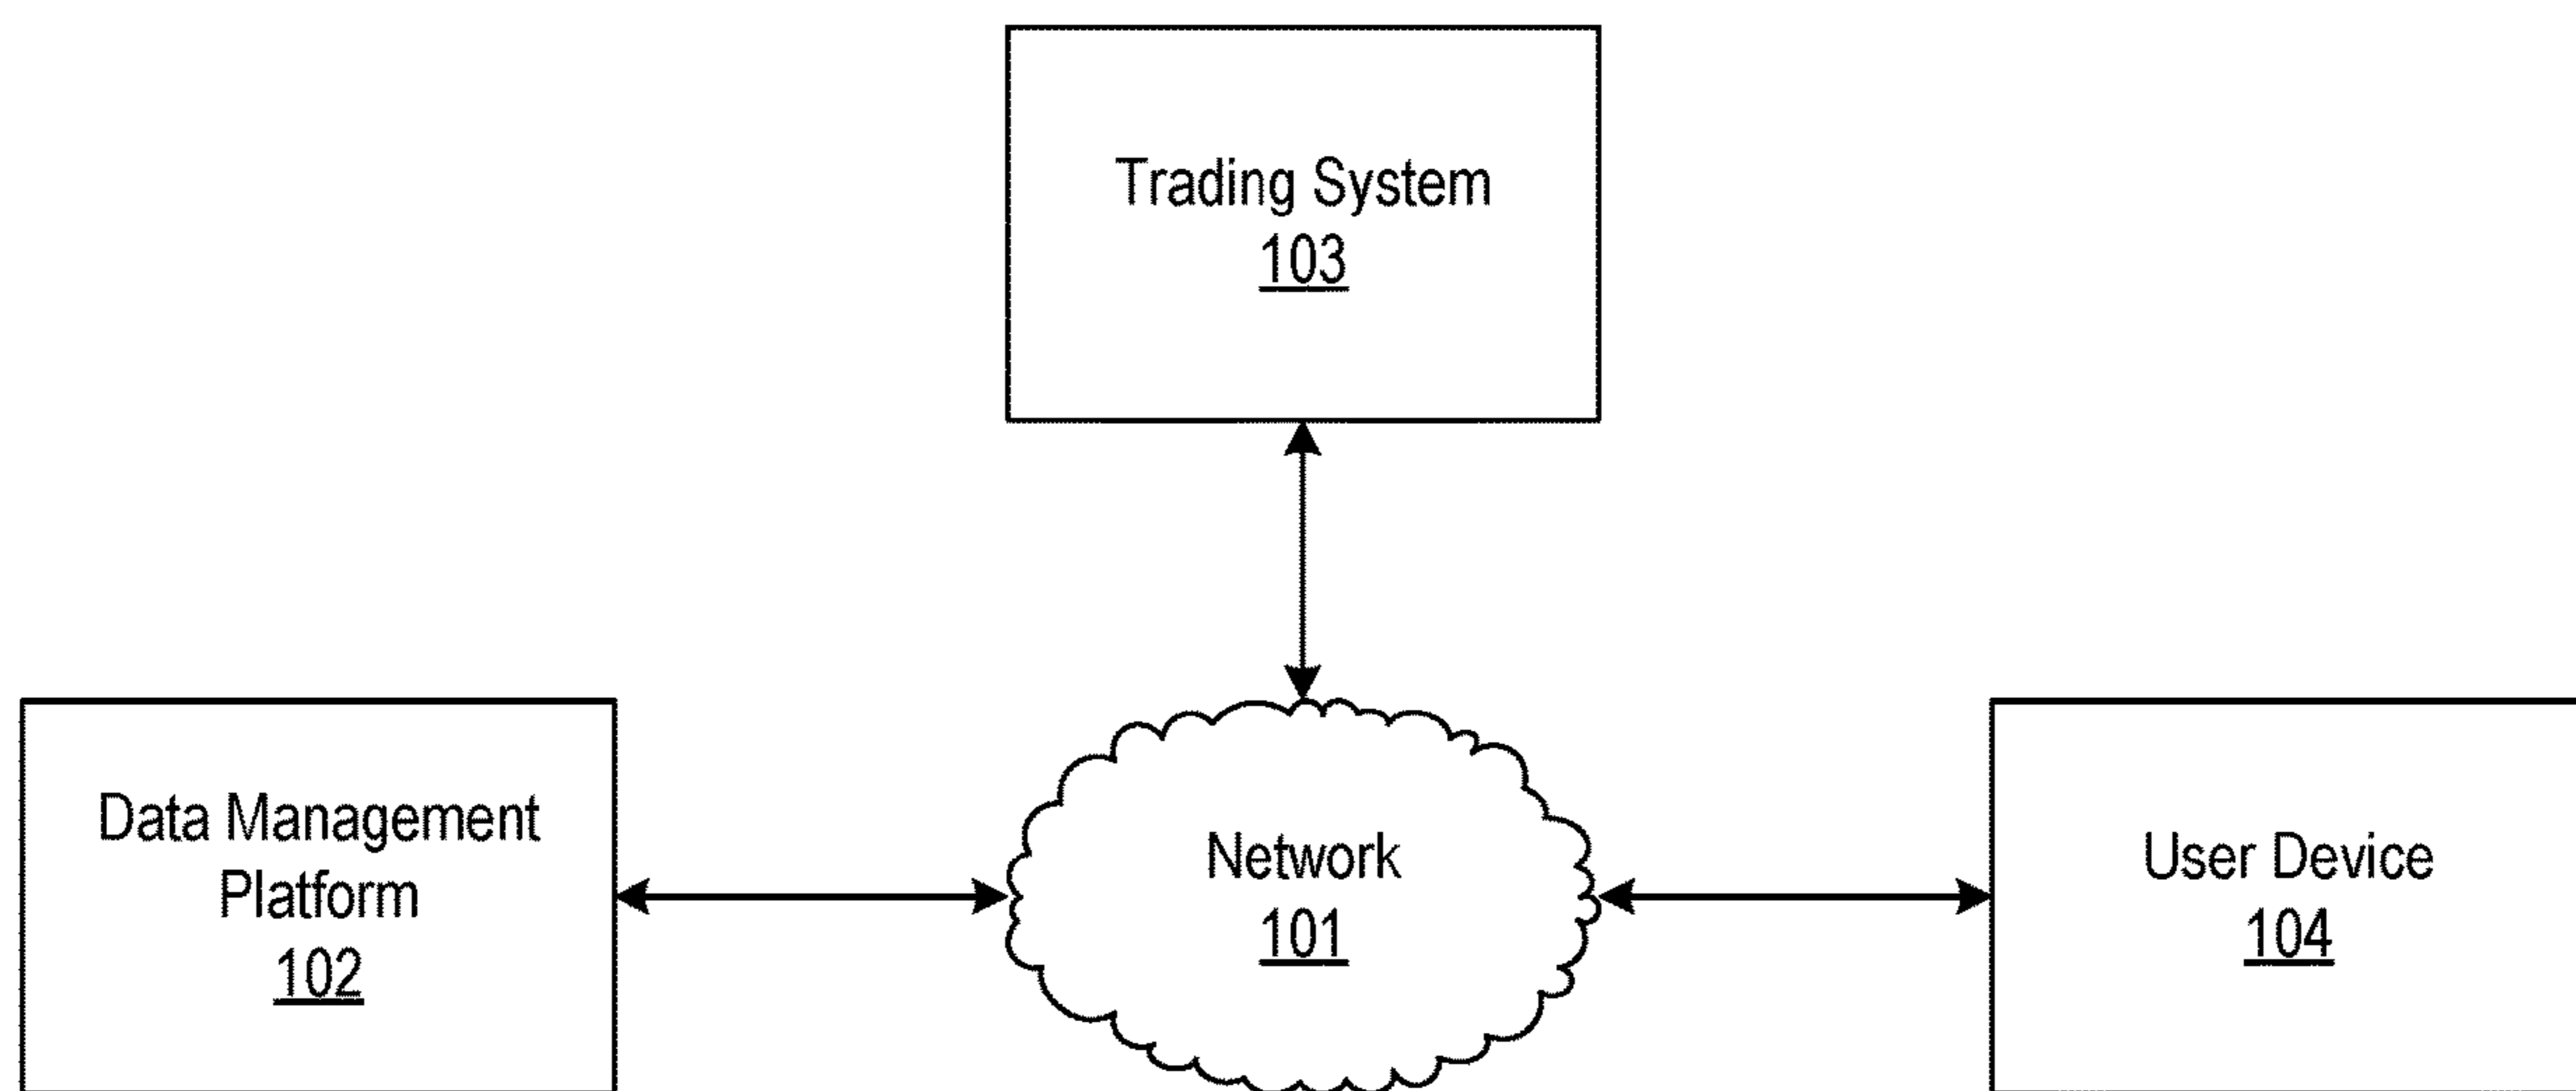 Trading System
103
Data Management
Platform
102
Network
101
User Device
104